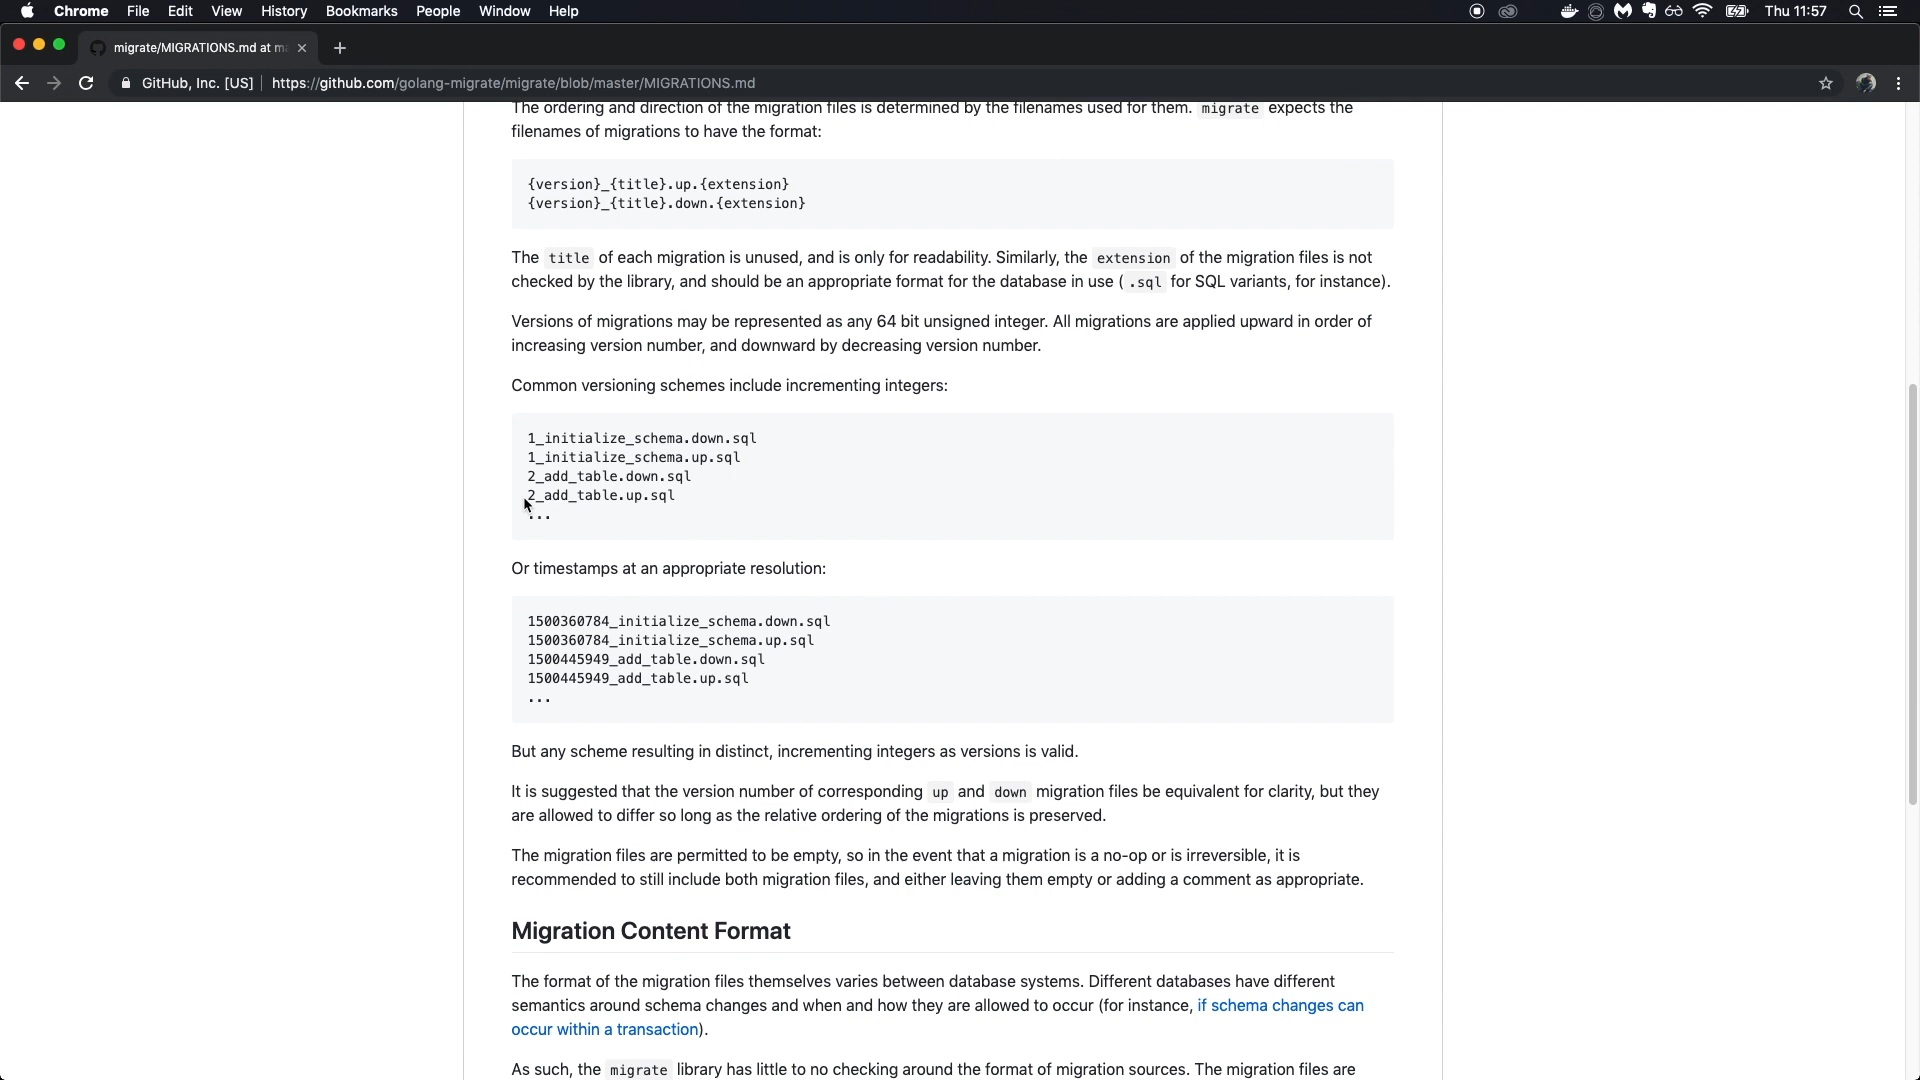 Chrome File Edit View History Bookmarks People Window Help Thu 11:57
migrate/MIGRATIONS.md at ma
GitHub, Inc. [US] https://github.com/golang-migrate/migrate/blob/master/MIGRATIONS.md
The ordering and direction of the migration files is determined by the filenames used for them. migrate expects the
filenames of migrations to have the format:
{version}_{title}.up.{extension}
{version}_{title}.down.{extension}
The title of each migration is unused, and is only for readability. Similarly, the extension of the migration files is not
checked by the library, and should be an appropriate format for the database in use ( .sql for SQL variants, for instance).
Versions of migrations may be represented as any 64 bit unsigned integer. All migrations are applied upward in order of
increasing version number, and downward by decreasing version number.
Common versioning schemes include incrementing integers:
1_initialize_schema.down.sql
1_initialize_schema.up.sql
2_add_table.down.sql
2_add_table.up.sql
...
Or timestamps at an appropriate resolution:
1500360784_initialize_schema.down.sql
1500360784_initialize_schema.up.sql
1500445949_add_table.down.sql
1500445949_add_table.up.sql
...
But any scheme resulting in distinct, incrementing integers as versions is valid.
It is suggested that the version number of corresponding up and down migration files be equivalent for clarity, but they
are allowed to differ so long as the relative ordering of the migrations is preserved.
The migration files are permitted to be empty, so in the event that a migration is a no-op or is irreversible, it is
recommended to still include both migration files, and either leaving them empty or adding a comment as appropriate.
Migration Content Format
The format of the migration files themselves varies between database systems. Different databases have different
semantics around schema changes and when and how they are allowed to occur (for instance, if schema changes can
occur within a transaction).
As such, the migrate library has little to no checking around the format of migration sources. The migration files are